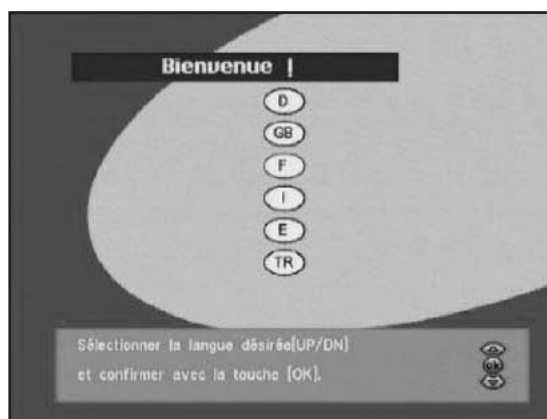 Bienvenue !
D
GB
F
I
E
TR
Sélectionner la langue désirée(UP/DN)
et confirmer avec la touche [OK].
ok